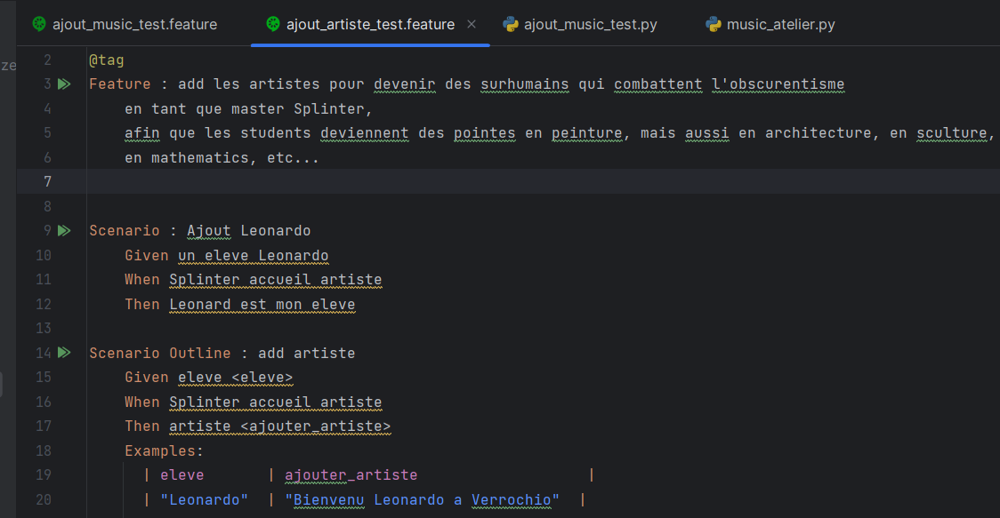 ajout_music_test.feature ajout_artiste_test.feature × ajout_music_test.py music_atelier.py
ze
2 @tag
3 Feature : add les artistes pour devenir des surhumains qui combattent l'obscurentisme
4 en tant que master Splinter,
5 afin que les students deviennent des pointes en peinture, mais aussi en architecture, en sculture,
6 en mathematics, etc...
7
8
9 Scenario : Ajout Leonardo
10 Given un eleve Leonardo
11 When Splinter accueil artiste
12 Then Leonard est mon eleve
13
14 Scenario Outline : add artiste
15 Given eleve <eleve>
16 When Splinter accueil artiste
17 Then artiste <ajouter_artiste>
18 Examples:
19 | eleve | ajouter_artiste |
20 | "Leonardo" | "Bienvenu Leonardo a Verrochio" |